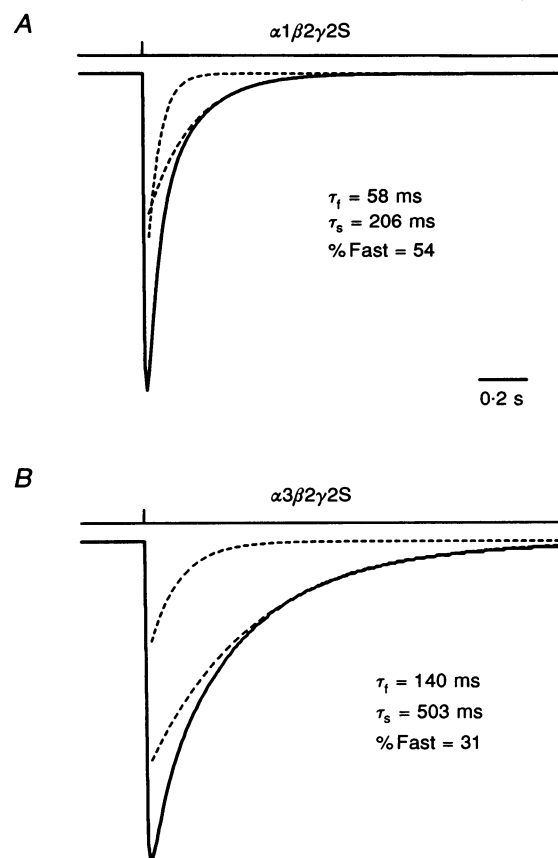 A
α1β2γ2S
τf = 58 ms
τs = 206 ms
% Fast = 54
0·2 s
B
α3β2γ2S
τf = 140 ms
τs = 503 ms
% Fast = 31